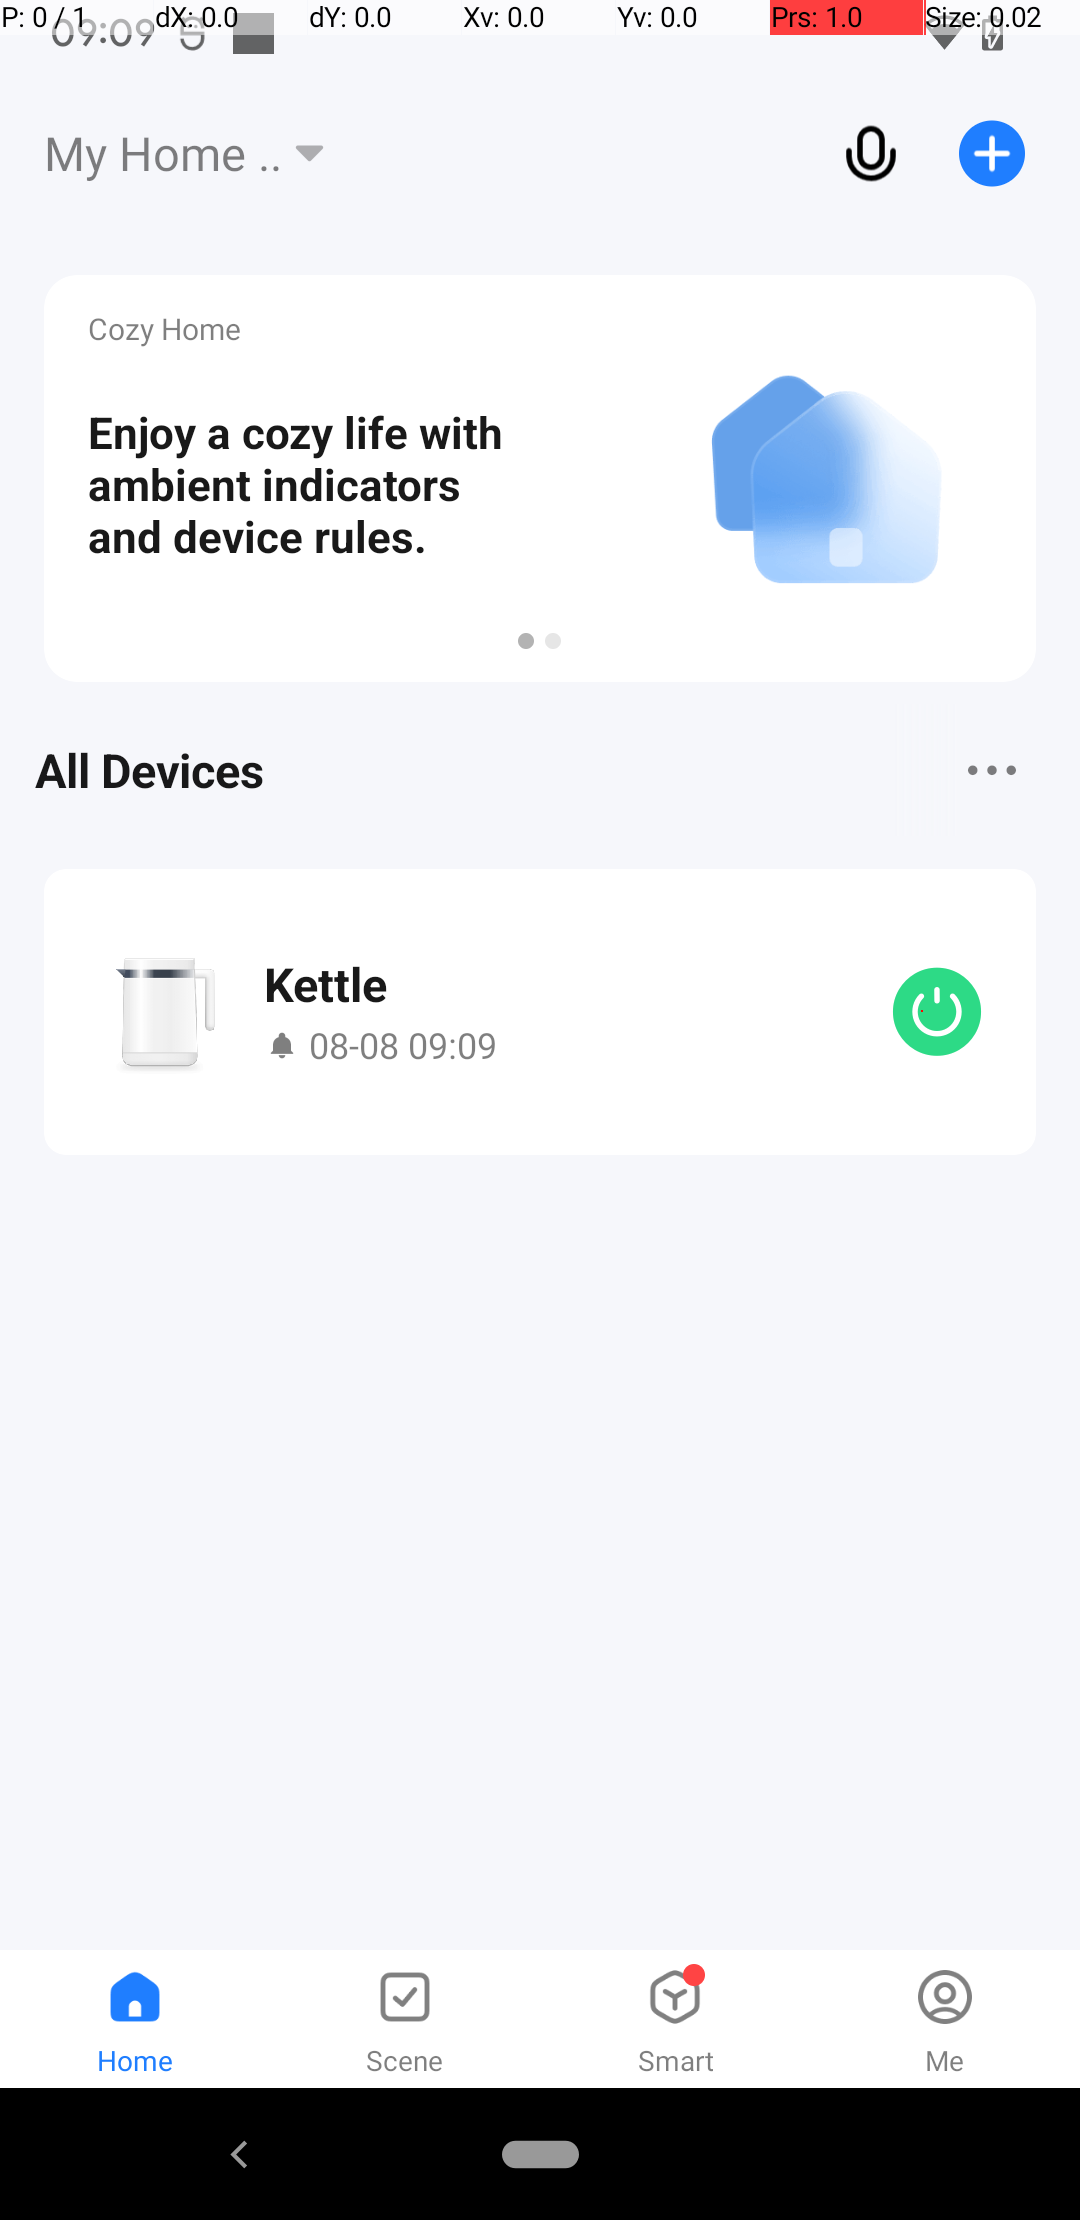 P: 0 / 1 dX: 0.0 dY: 0.0 Xv: 0.0 Yv: 0.0 Prs: 1.0 Size: 0.02
09:09
My Home ..
Cozy Home
Enjoy a cozy life with
ambient indicators
and device rules.
All Devices
Kettle
08-08 09:09
Home Scene Smart Me